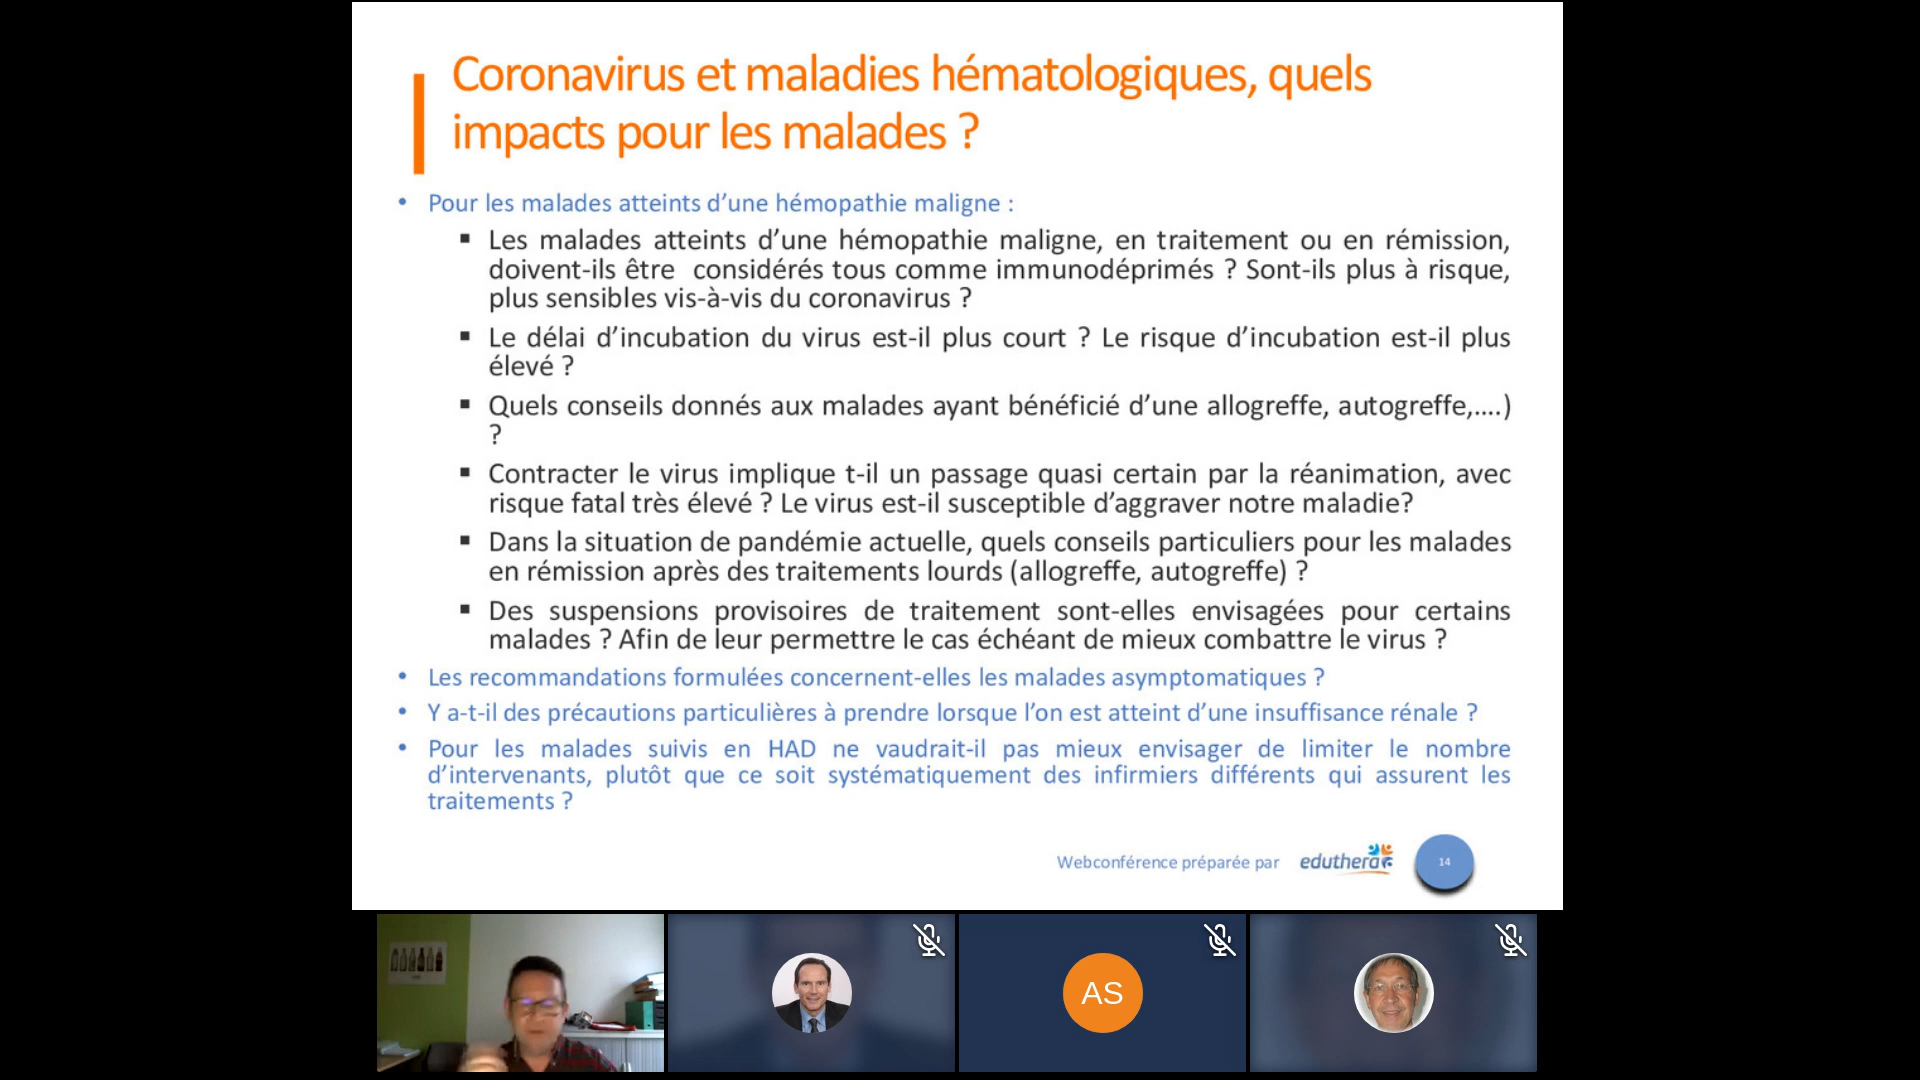 Coronavirus et maladies hématologiques, quels
impacts pour les malades ?
• Pour les malades atteints d’une hémopathie maligne :
▪ Les malades atteints d’une hémopathie maligne, en traitement ou en rémission,
doivent-ils être considérés tous comme immunodéprimés ? Sont-ils plus à risque,
plus sensibles vis-à-vis du coronavirus ?
▪ Le délai d’incubation du virus est-il plus court ? Le risque d’incubation est-il plus
élevé ?
▪ Quels conseils donnés aux malades ayant bénéficié d’une allogreffe, autogreffe,....)
?
▪ Contracter le virus implique t-il un passage quasi certain par la réanimation, avec
risque fatal très élevé ? Le virus est-il susceptible d’aggraver notre maladie?
▪ Dans la situation de pandémie actuelle, quels conseils particuliers pour les malades
en rémission après des traitements lourds (allogreffe, autogreffe) ?
▪ Des suspensions provisoires de traitement sont-elles envisagées pour certains
malades ? Afin de leur permettre le cas échéant de mieux combattre le virus ?
• Les recommandations formulées concernent-elles les malades asymptomatiques ?
• Y a-t-il des précautions particulières à prendre lorsque l’on est atteint d’une insuffisance rénale ?
• Pour les malades suivis en HAD ne vaudrait-il pas mieux envisager de limiter le nombre
d’intervenants, plutôt que ce soit systématiquement des infirmiers différents qui assurent les
traitements ?
Webconférence préparée par edutherа
14
AS